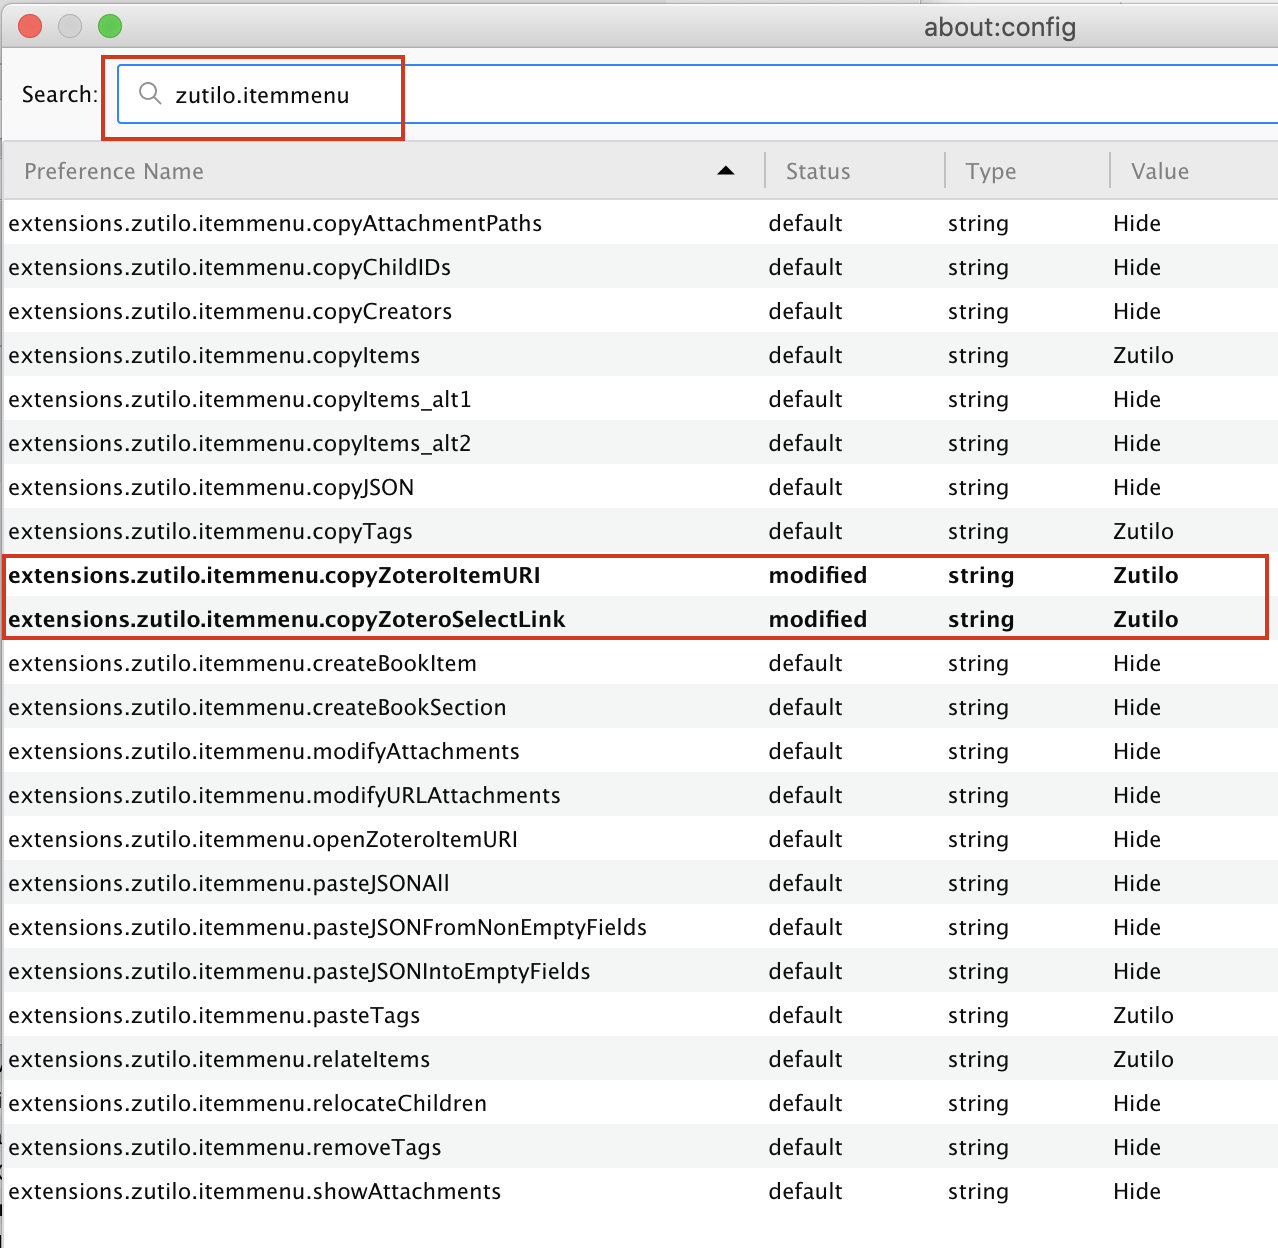 about:config
Search: zutilo.itemmenu
Preference Name Status Type Value
extensions.zutilo.itemmenu.copyAttachmentPaths default string Hide
extensions.zutilo.itemmenu.copyChildIDs default string Hide
extensions.zutilo.itemmenu.copyCreators default string Hide
extensions.zutilo.itemmenu.copyItems default string Zutilo
extensions.zutilo.itemmenu.copyItems_alt1 default string Hide
extensions.zutilo.itemmenu.copyItems_alt2 default string Hide
extensions.zutilo.itemmenu.copyJSON default string Hide
extensions.zutilo.itemmenu.copyTags default string Zutilo
extensions.zutilo.itemmenu.copyZoteroItemURI modified string Zutilo
extensions.zutilo.itemmenu.copyZoteroSelectLink modified string Zutilo
extensions.zutilo.itemmenu.createBookItem default string Hide
extensions.zutilo.itemmenu.createBookSection default string Hide
extensions.zutilo.itemmenu.modifyAttachments default string Hide
extensions.zutilo.itemmenu.modifyURLAttachments default string Hide
extensions.zutilo.itemmenu.openZoteroItemURI default string Hide
extensions.zutilo.itemmenu.pasteJSONAll default string Hide
extensions.zutilo.itemmenu.pasteJSONFromNonEmptyFields default string Hide
extensions.zutilo.itemmenu.pasteJSONIntoEmptyFields default string Hide
extensions.zutilo.itemmenu.pasteTags default string Zutilo
extensions.zutilo.itemmenu.relateItems default string Zutilo
extensions.zutilo.itemmenu.relocateChildren default string Hide
extensions.zutilo.itemmenu.removeTags default string Hide
extensions.zutilo.itemmenu.showAttachments default string Hide